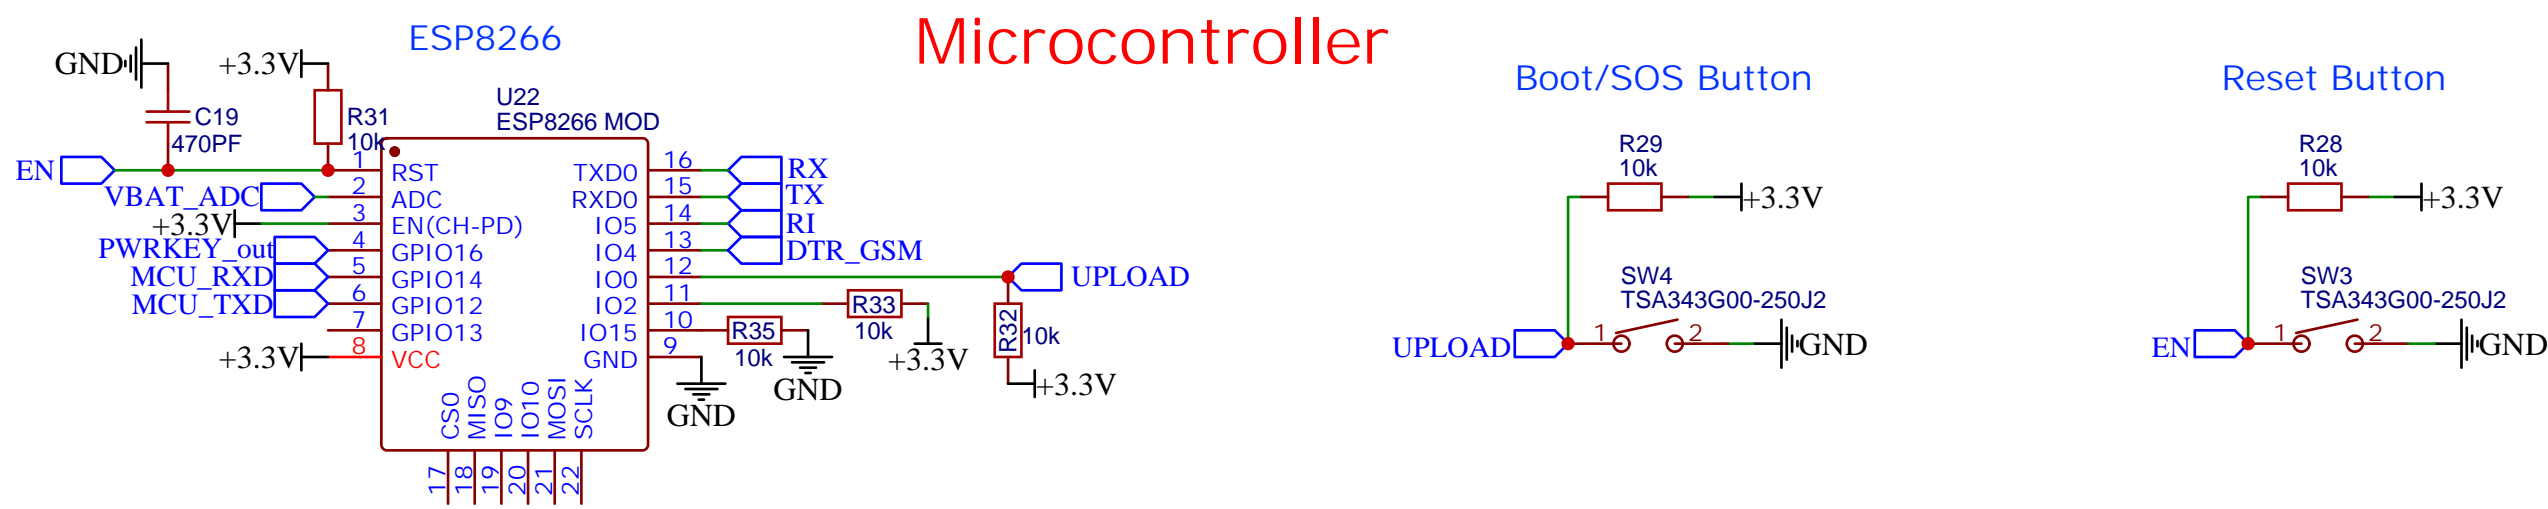 Microcontroller
ESP8266
GND
+3.3V
C19
470PF
R31
10k
U22
ESP8266 MOD
EN
VBAT_ADC
+3.3V
PWRKEY_out
MCU_RXD
MCU_TXD
+3.3V
1 RST
2 ADC
3 EN(CH-PD)
4 GPIO16
5 GPIO14
6 GPIO12
7 GPIO13
8 VCC
TXD0 16 RX
RXD0 15 TX
IO5 14 RI
IO4 13 DTR_GSM
IO0 12 UPLOAD
IO2 11
IO15 10
GND 9
R33
10k
+3.3V
R35
10k
GND
GND
R32
10k
+3.3V
CS0
MISO
IO9
IO10
MOSI
SCLK
17
18
19
20
21
22
Boot/SOS Button
R29
10k
+3.3V
SW4
TSA343G00-250J2
UPLOAD
1
2
GND
Reset Button
R28
10k
+3.3V
SW3
TSA343G00-250J2
EN
1
2
GND